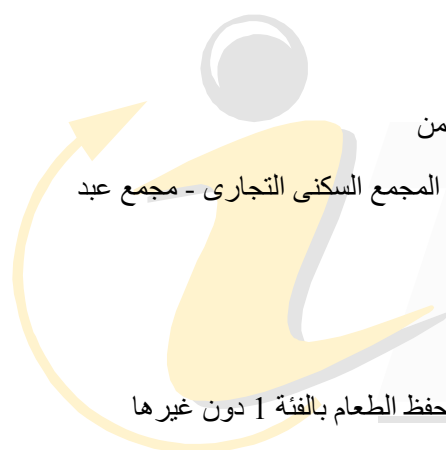 من
المجمع السكنى التجارى - مجمع عبد
حفظ الطعام بالفئة 1 دون غيرها